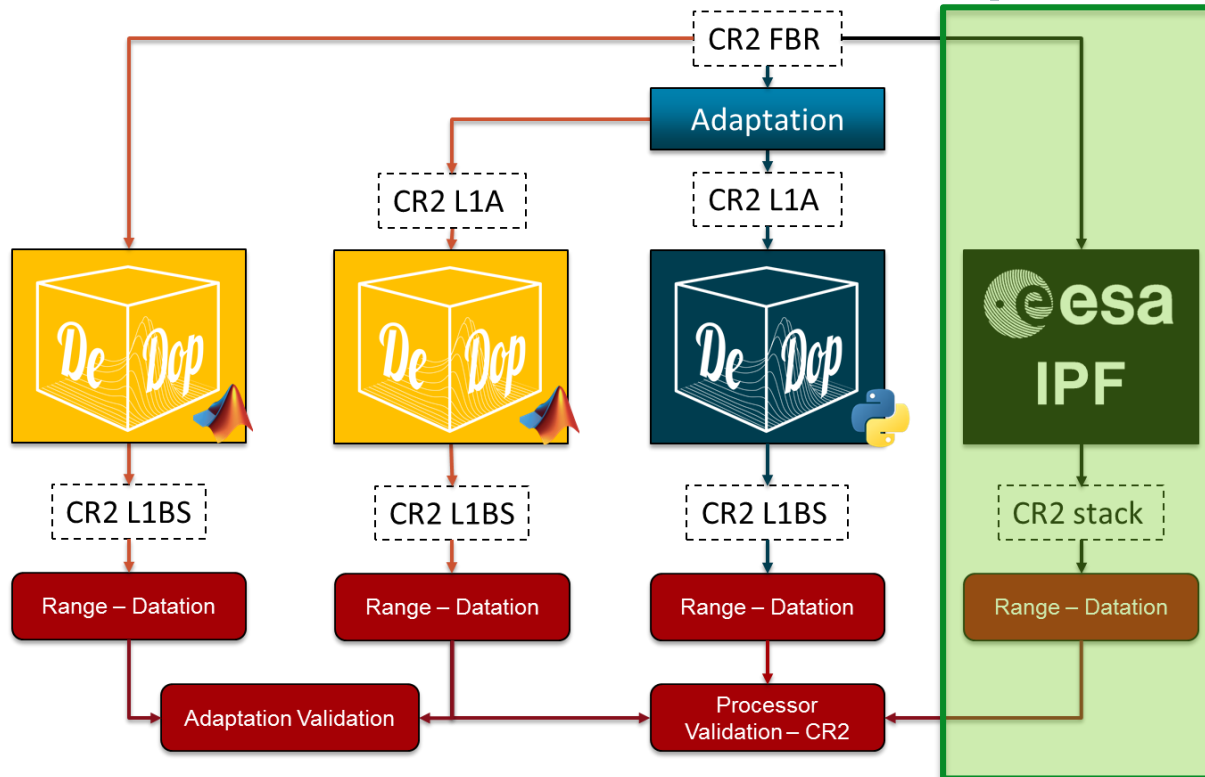 CR2 FBR
Adaptation
CR2 L1A
CR2 L1A
De Dop
De Dop
De Dop
esa
IPF
CR2 L1BS
CR2 L1BS
CR2 L1BS
CR2 stack
Range – Datation
Range – Datation
Range – Datation
Range – Datation
Adaptation Validation
Processor
Validation – CR2